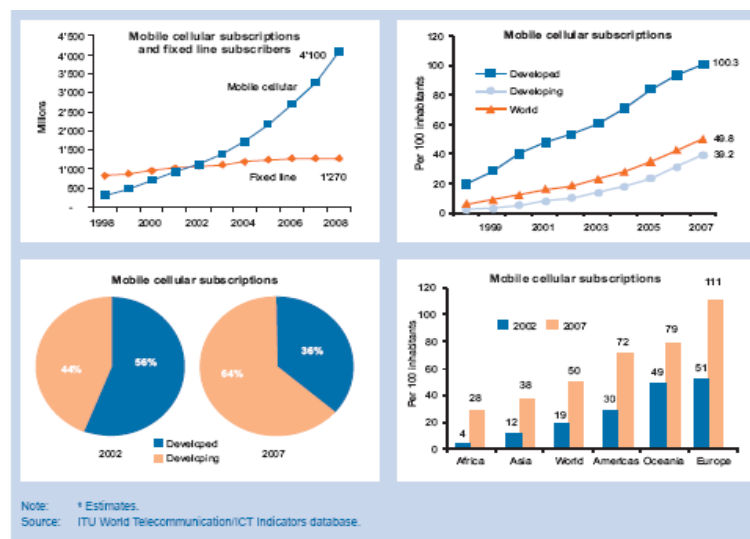 Mobile cellular subscriptions
and fixed line subscribers
4'500
4'000
3'500
3'000
2'500
2'000
1'500
1'000
500
-
Millions
4'100
Mobile cellular
Fixed line
1'270
1998 2000 2002 2004 2006 2008
Mobile cellular subscriptions
120
100
80
60
40
20
0
Per 100 inhabitants
Developed
Developing
World
100.3
49.8
39.2
1999 2001 2003 2005 2007
Mobile cellular subscriptions
44% 56%
64% 36%
Developed
Developing
2002 2007
Mobile cellular subscriptions
120
100
80
60
40
20
0
Per 100 inhabitants
2002 2007
4 28
12 38
19 50
30 72
49 79
51 111
Africa Asia World Americas Oceania Europe
Note: * Estimates.
Source: ITU World Telecommunication/ICT Indicators database.